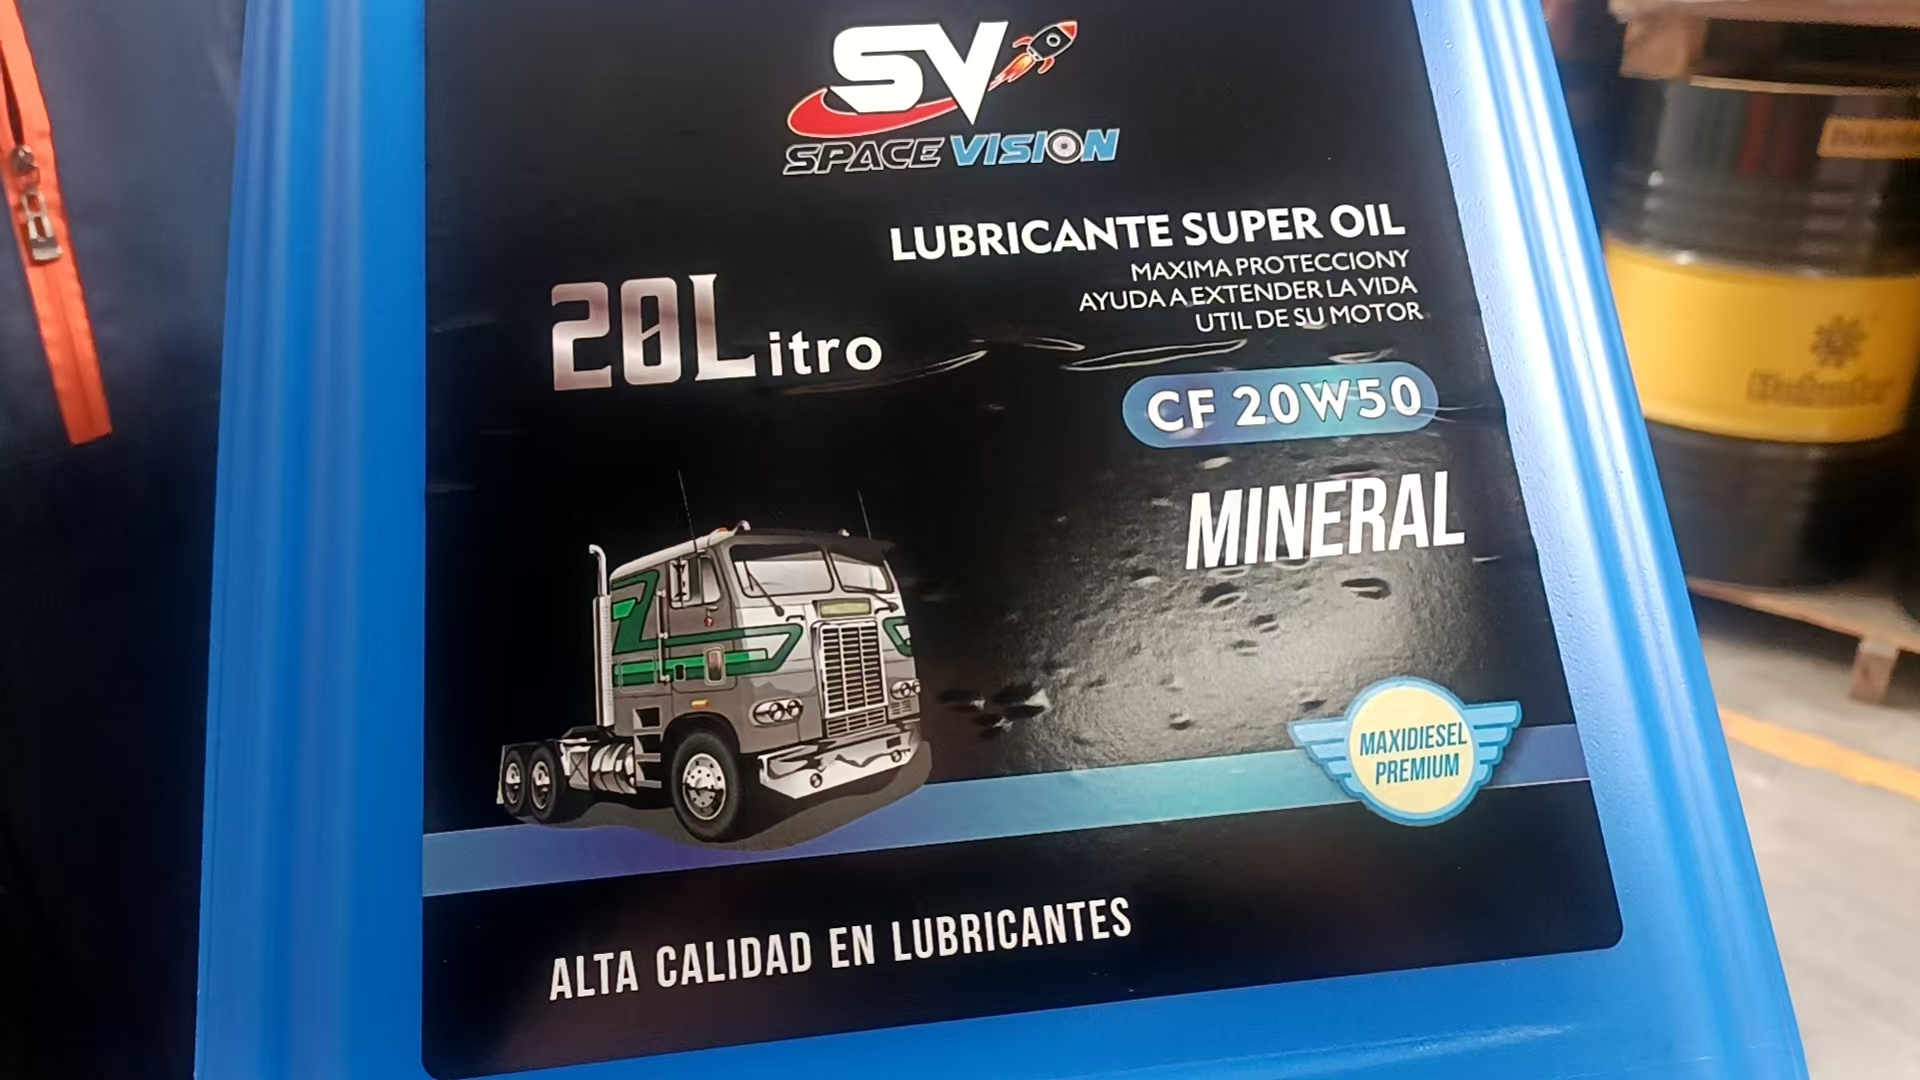 SV
SPACE VISION
LUBRICANTE SUPER OIL
MAXIMA PROTECCIONY
AYUDA A EXTENDER LA VIDA
UTIL DE SU MOTOR
20Litro
CF 20W50
MINERAL
MAXIDIESEL
PREMIUM
ALTA CALIDAD EN LUBRICANTES